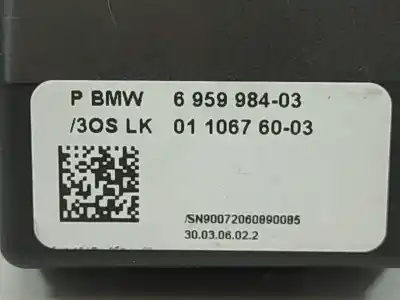 P BMW 6 959 984-03
/3OS LK 01 1067 60-03
/SN90072060890085
30.03.06.02.2